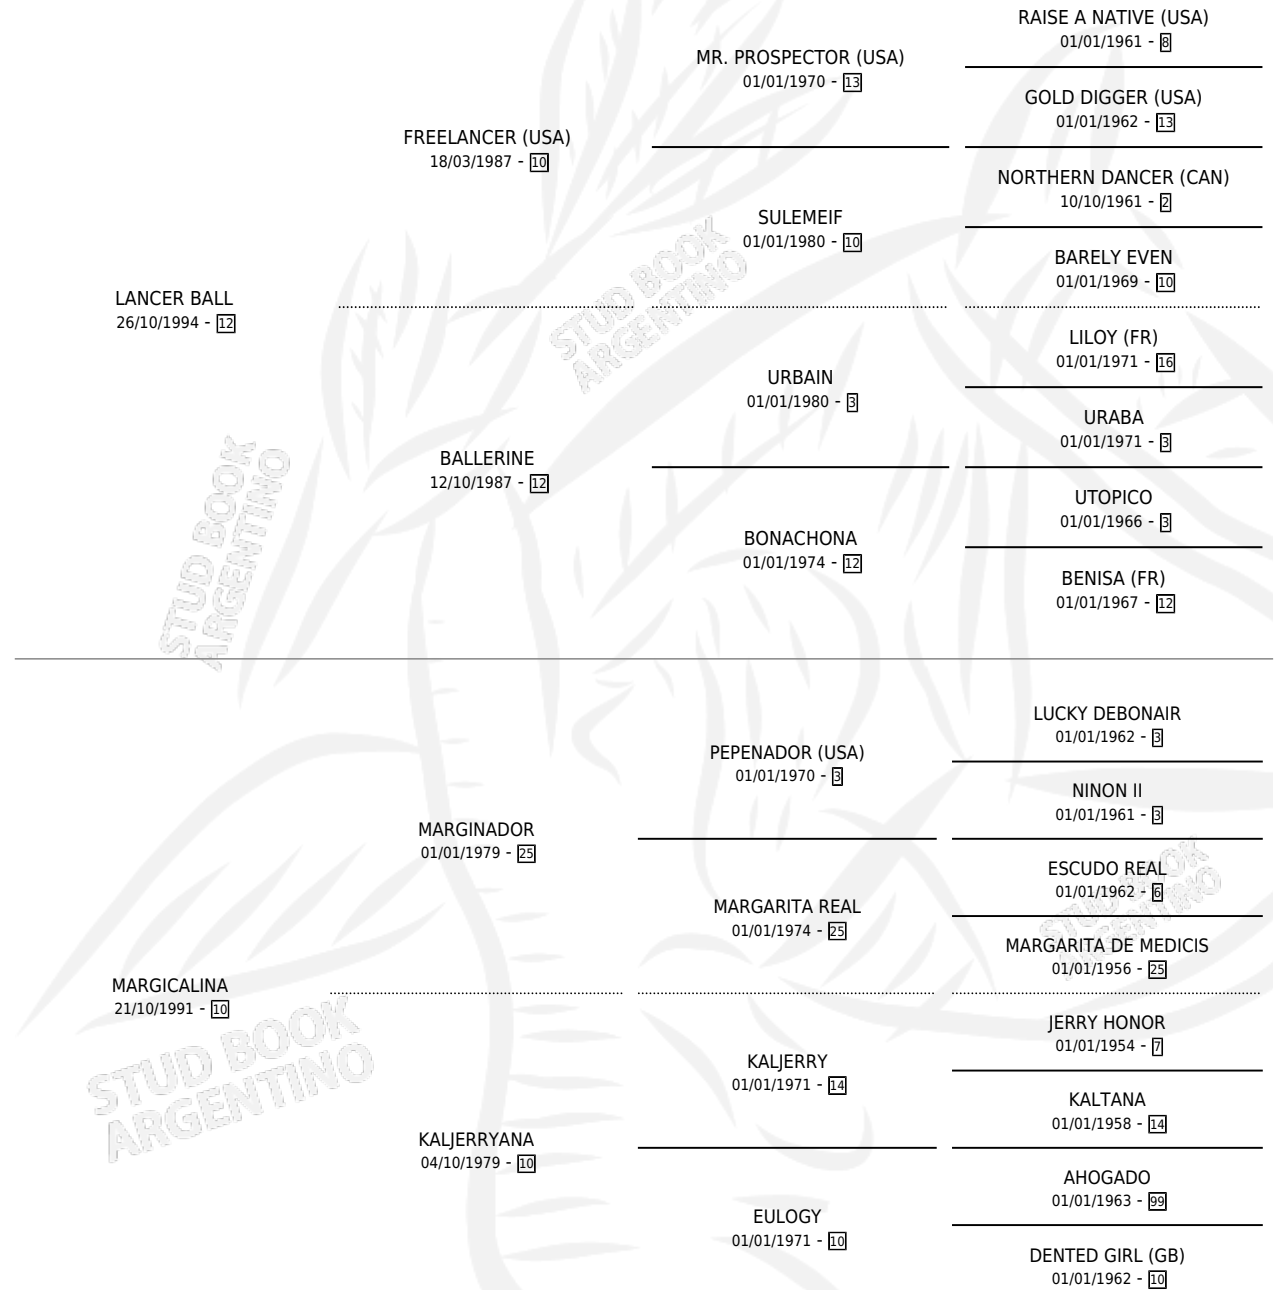 RAISE A NATIVE (USA)
01/01/1961 - 8
MR. PROSPECTOR (USA)
01/01/1970 - 13
GOLD DIGGER (USA)
01/01/1962 - 13
FREELANCER (USA)
18/03/1987 - 10
NORTHERN DANCER (CAN)
10/10/1961 - 2
SULEMEIF
01/01/1980 - 10
BARELY EVEN
01/01/1969 - 10
LANCER BALL
26/10/1994 - 12
STUD BOOK
ARGENTINO
LILOY (FR)
01/01/1971 - 16
URBAIN
01/01/1980 - 3
URABA
01/01/1971 - 3
BALLERINE
12/10/1987 - 12
UTOPICO
01/01/1966 - 3
BONACHONA
01/01/1974 - 12
BENISA (FR)
01/01/1967 - 12
STUD BOOK
ARGENTINO
LUCKY DEBONAIR
01/01/1962 - 3
PEPENADOR (USA)
01/01/1970 - 3
NINON II
01/01/1961 - 3
MARGINADOR
01/01/1979 - 25
ESCUDO REAL
01/01/1962 - 6
MARGARITA REAL
01/01/1974 - 25
STUD BOOK
ARGENTINO
MARGARITA DE MEDICIS
01/01/1956 - 25
MARGICALINA
21/10/1991 - 10
STUD BOOK
ARGENTINO
JERRY HONOR
01/01/1954 - 7
KALJERRY
01/01/1971 - 14
KALTANA
01/01/1958 - 14
KALJERRYANA
04/10/1979 - 10
AHOGADO
01/01/1963 - 99
EULOGY
01/01/1971 - 10
DENTED GIRL (GB)
01/01/1962 - 10